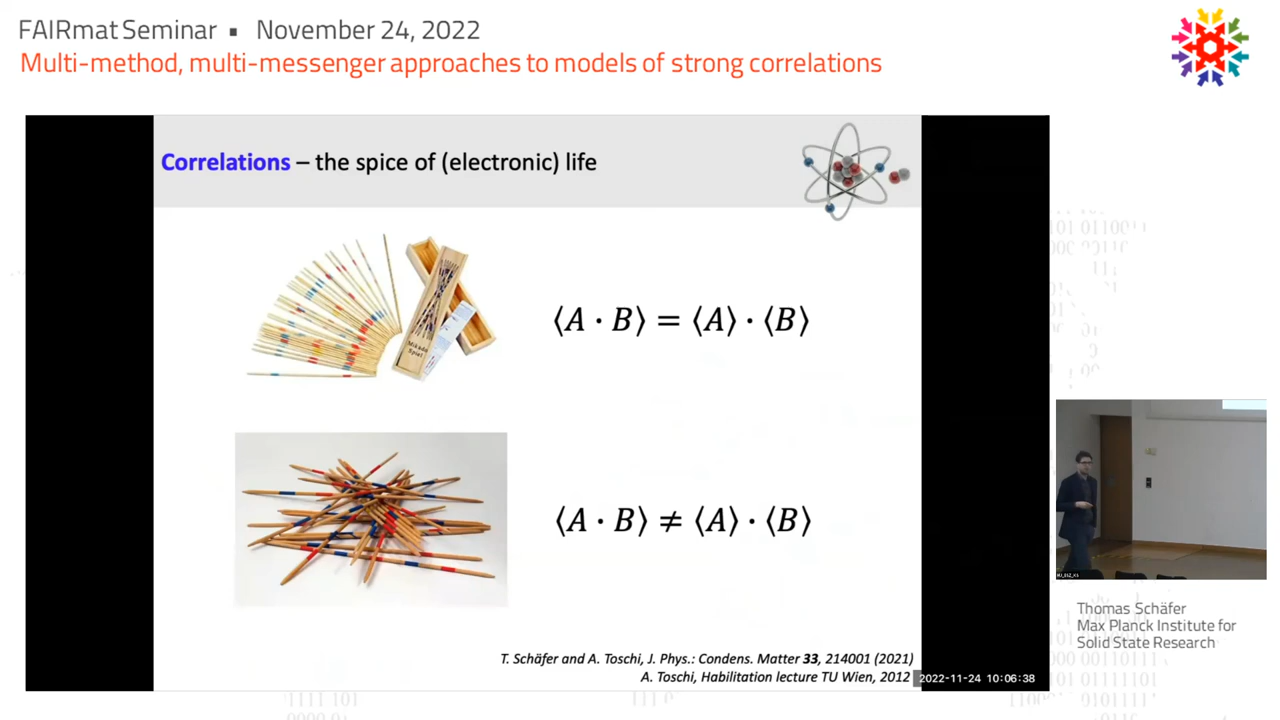 FAIRmat Seminar ▪ November 24, 2022
Multi-method, multi-messenger approaches to models of strong correlations
Correlations – the spice of (electronic) life
Mikado
Spiel
⟨A · B⟩ = ⟨A⟩ · ⟨B⟩
⟨A · B⟩ ≠ ⟨A⟩ · ⟨B⟩
T. Schäfer and A. Toschi, J. Phys.: Condens. Matter 33, 214001 (2021)
A. Toschi, Habilitation lecture TU Wien, 2012
2022-11-24 10:06:38
Thomas Schäfer
Max Planck Institute for
Solid State Research